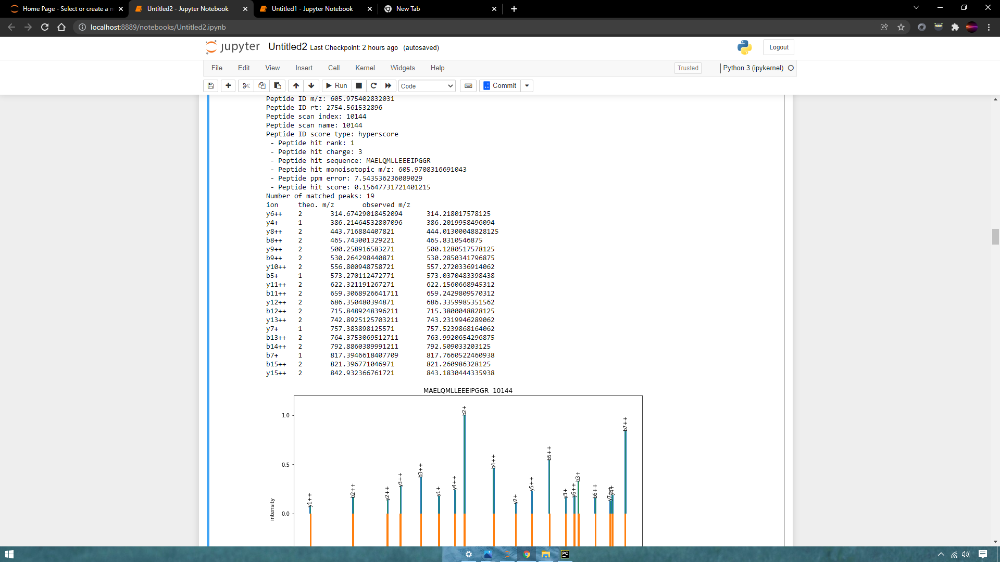 Home Page - Select or create a n
Untitled2 - Jupyter Notebook
Untitled1 - Jupyter Notebook
New Tab
localhost:8889/notebooks/Untitled2.ipynb
jupyter Untitled2 Last Checkpoint: 2 hours ago (autosaved)
Logout
File Edit View Insert Cell Kernel Widgets Help
Trusted
Python 3 (ipykernel)
Run
Code
Commit
Peptide ID m/z: 605.975402832031
Peptide ID rt: 2754.561532896
Peptide scan index: 10144
Peptide scan name: 10144
Peptide ID score type: hyperscore
- Peptide hit rank: 1
- Peptide hit charge: 3
- Peptide hit sequence: MAELQMLLEEEIPGGR
- Peptide hit monoisotopic m/z: 605.9708316691043
- Peptide ppm error: 7.543536236089029
- Peptide hit score: 0.15647731721401215
Number of matched peaks: 19
ion theo. m/z observed m/z
y6++ 2 314.67429018452094 314.218017578125
y4+ 1 386.21464532807096 386.2019958496094
y8++ 2 443.716884407821 444.01300048828125
b8++ 2 465.743001329221 465.8310546875
y9++ 2 500.258916583271 500.1280517578125
b9++ 2 530.264298440871 530.2850341796875
y10++ 2 556.800948758721 557.2720336914062
b5+ 1 573.270112472771 573.0370483398438
y11++ 2 622.321191267271 622.1560668945312
b11++ 2 659.3068926641711 659.2429809570312
y12++ 2 686.350480394871 686.3359985351562
b12++ 2 715.8489248396211 715.3800048828125
y13++ 2 742.8925125703211 743.2319946289062
y7+ 1 757.383898125571 757.5239868164062
b13++ 2 764.3753069512711 763.9920654296875
b14++ 2 792.8860389991211 792.509033203125
b7+ 1 817.3946618407709 817.7660522460938
b15++ 2 821.396771046971 821.260986328125
y15++ 2 842.932366761721 843.1830444335938
MAELQMLLEEEIPGGR 10144
intensity
1.0
0.5
0.0
y1++
b2++
y2++
y3++
b3++
y1+
y4++
b2+
b4++
y2+
y5++
b5++
y3+
y6++
b3+
b6++
y7++
y4+
b7++
PC